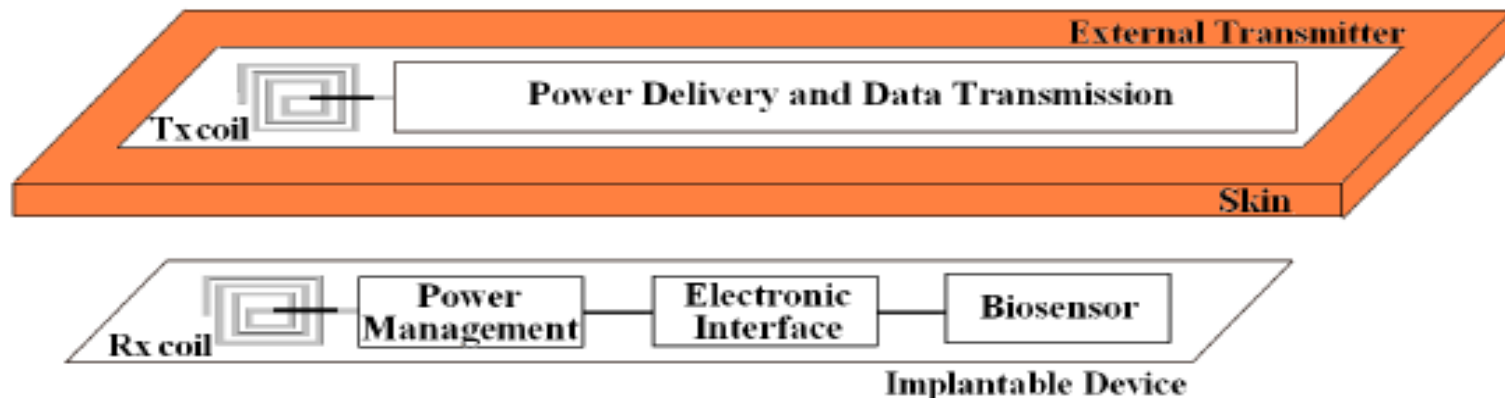 External Transmitter
Power Delivery and Data Transmission
Tx coil
Skin
Power
Management
Electronic
Interface
Biosensor
Rx coil
Implantable Device